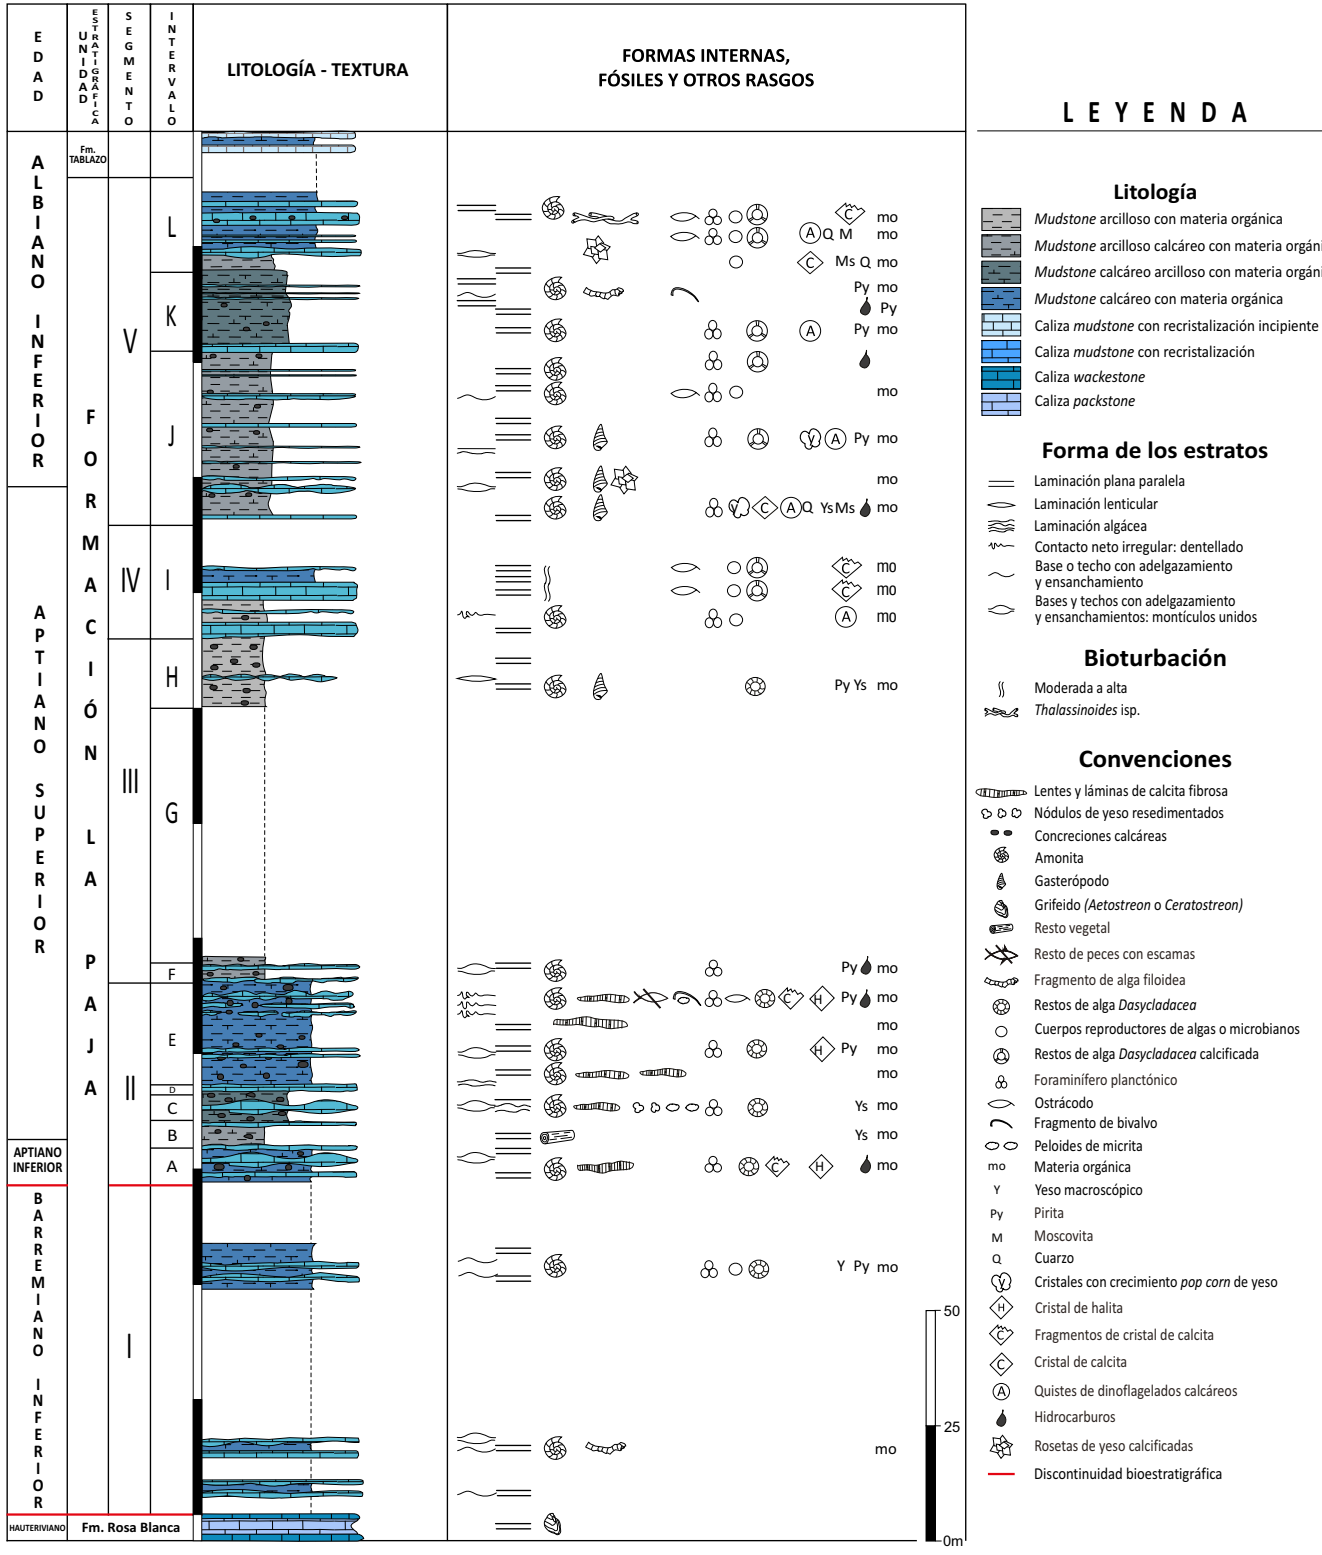 EDAD
UNIDAD
ESTRATIGRÁFICA
SEGMENTO
INTERVALO
LITOLOGÍA - TEXTURA
FORMAS INTERNAS,
FÓSILES Y OTROS RASGOS
ALBIANO INFERIOR
APTIANO SUPERIOR
APTIANO
INFERIOR
BARREMIANO INFERIOR
HAUTERIVIANO
Fm.
TABLAZO
FORMACIÓN LA PAJA
Fm. Rosa Blanca
V
IV
III
II
I
L
K
J
I
H
G
F
E
D
C
B
A
C mo
A Q M mo
C Ms Q mo
Py mo
Py
A Py mo
mo
y A Py mo
mo
y C A Q Ys Ms mo
C mo
C mo
A mo
Py Ys mo
Py mo
C H Py mo
mo
H Py mo
mo
Ys mo
Ys mo
C H mo
Y Py mo
mo
50
25
0m
LEYENDA
Litología
Mudstone arcilloso con materia orgánica
Mudstone arcilloso calcáreo con materia orgáni
Mudstone calcáreo arcilloso con materia orgáni
Mudstone calcáreo con materia orgánica
Caliza mudstone con recristalización incipiente
Caliza mudstone con recristalización
Caliza wackestone
Caliza packstone
Forma de los estratos
Laminación plana paralela
Laminación lenticular
Laminación algácea
Contacto neto irregular: dentellado
Base o techo con adelgazamiento
y ensanchamiento
Bases y techos con adelgazamiento
y ensanchamientos: montículos unidos
Bioturbación
Moderada a alta
Thalassinoides isp.
Convenciones
Lentes y láminas de calcita fibrosa
Nódulos de yeso resedimentados
Concreciones calcáreas
Amonita
Gasterópodo
Grifeido (Aetostreon o Ceratostreon)
Resto vegetal
Resto de peces con escamas
Fragmento de alga filoidea
Restos de alga Dasycladacea
Cuerpos reproductores de algas o microbianos
Restos de alga Dasycladacea calcificada
Foraminífero planctónico
Ostrácodo
Fragmento de bivalvo
Peloides de micrita
mo Materia orgánica
Y Yeso macroscópico
Py Pirita
M Moscovita
Q Cuarzo
y Cristales con crecimiento pop corn de yeso
H Cristal de halita
C Fragmentos de cristal de calcita
C Cristal de calcita
A Quistes de dinoflagelados calcáreos
Hidrocarburos
Rosetas de yeso calcificadas
Discontinuidad bioestratigráfica